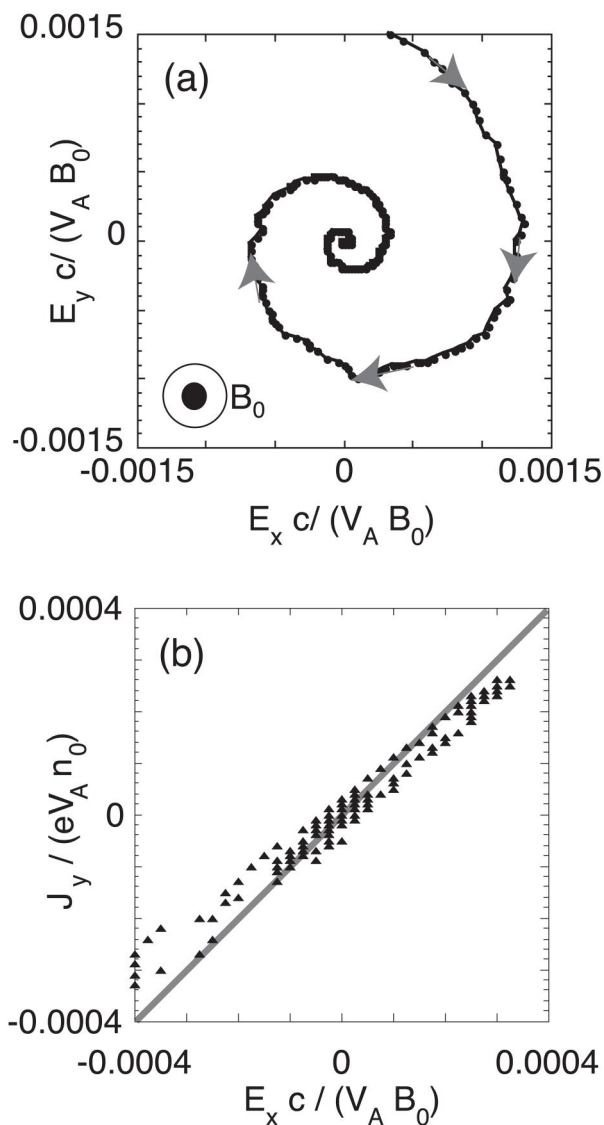 0.0015
(a)
E_y c/ (V_A B_0)
0
B_0
-0.0015
-0.0015 0 0.0015
E_x c/ (V_A B_0)
0.0004
(b)
J_y / (eV_A n_0)
0
-0.0004
-0.0004 0 0.0004
E_x c / (V_A B_0)